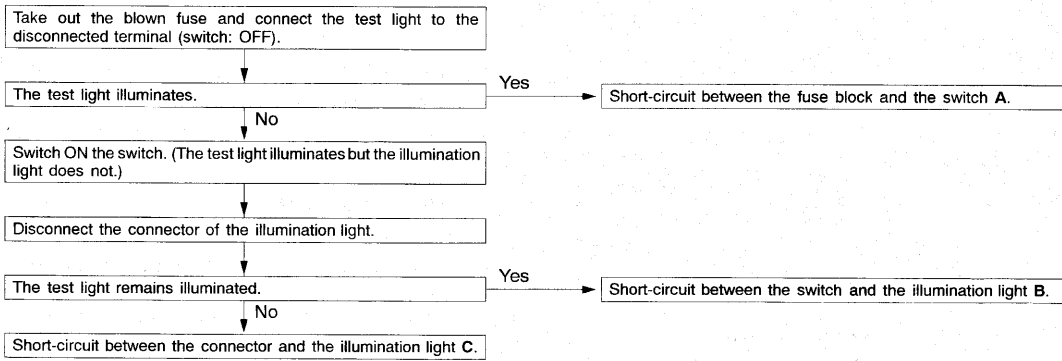 Take out the blown fuse and connect the test light to the
disconnected terminal (switch: OFF).
The test light illuminates.
Yes
Short-circuit between the fuse block and the switch A.
No
Switch ON the switch. (The test light illuminates but the illumination
light does not.)
Disconnect the connector of the illumination light.
The test light remains illuminated.
Yes
Short-circuit between the switch and the illumination light B.
No
Short-circuit between the connector and the illumination light C.